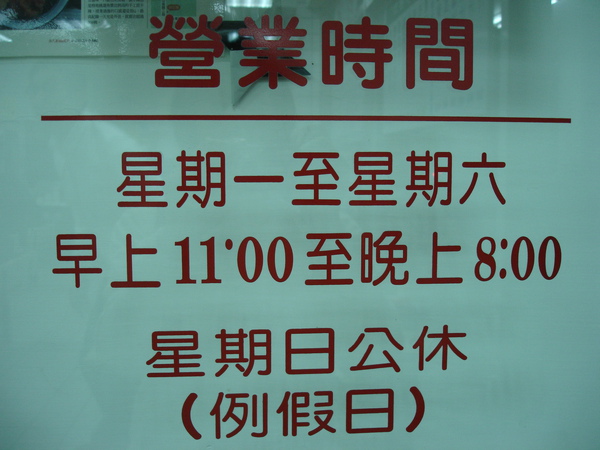 營業時間
星期一至星期六
早上11:00至晚上8:00
星期日公休
(例假日)